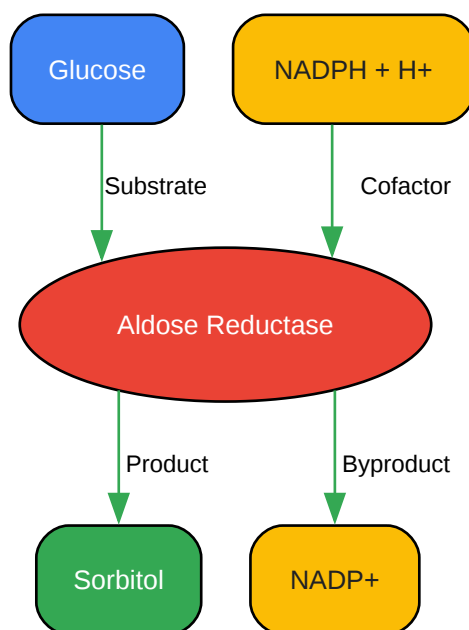 Glucose
NADPH + H+
Substrate
Cofactor
Aldose Reductase
Product
Byproduct
Sorbitol
NADP+